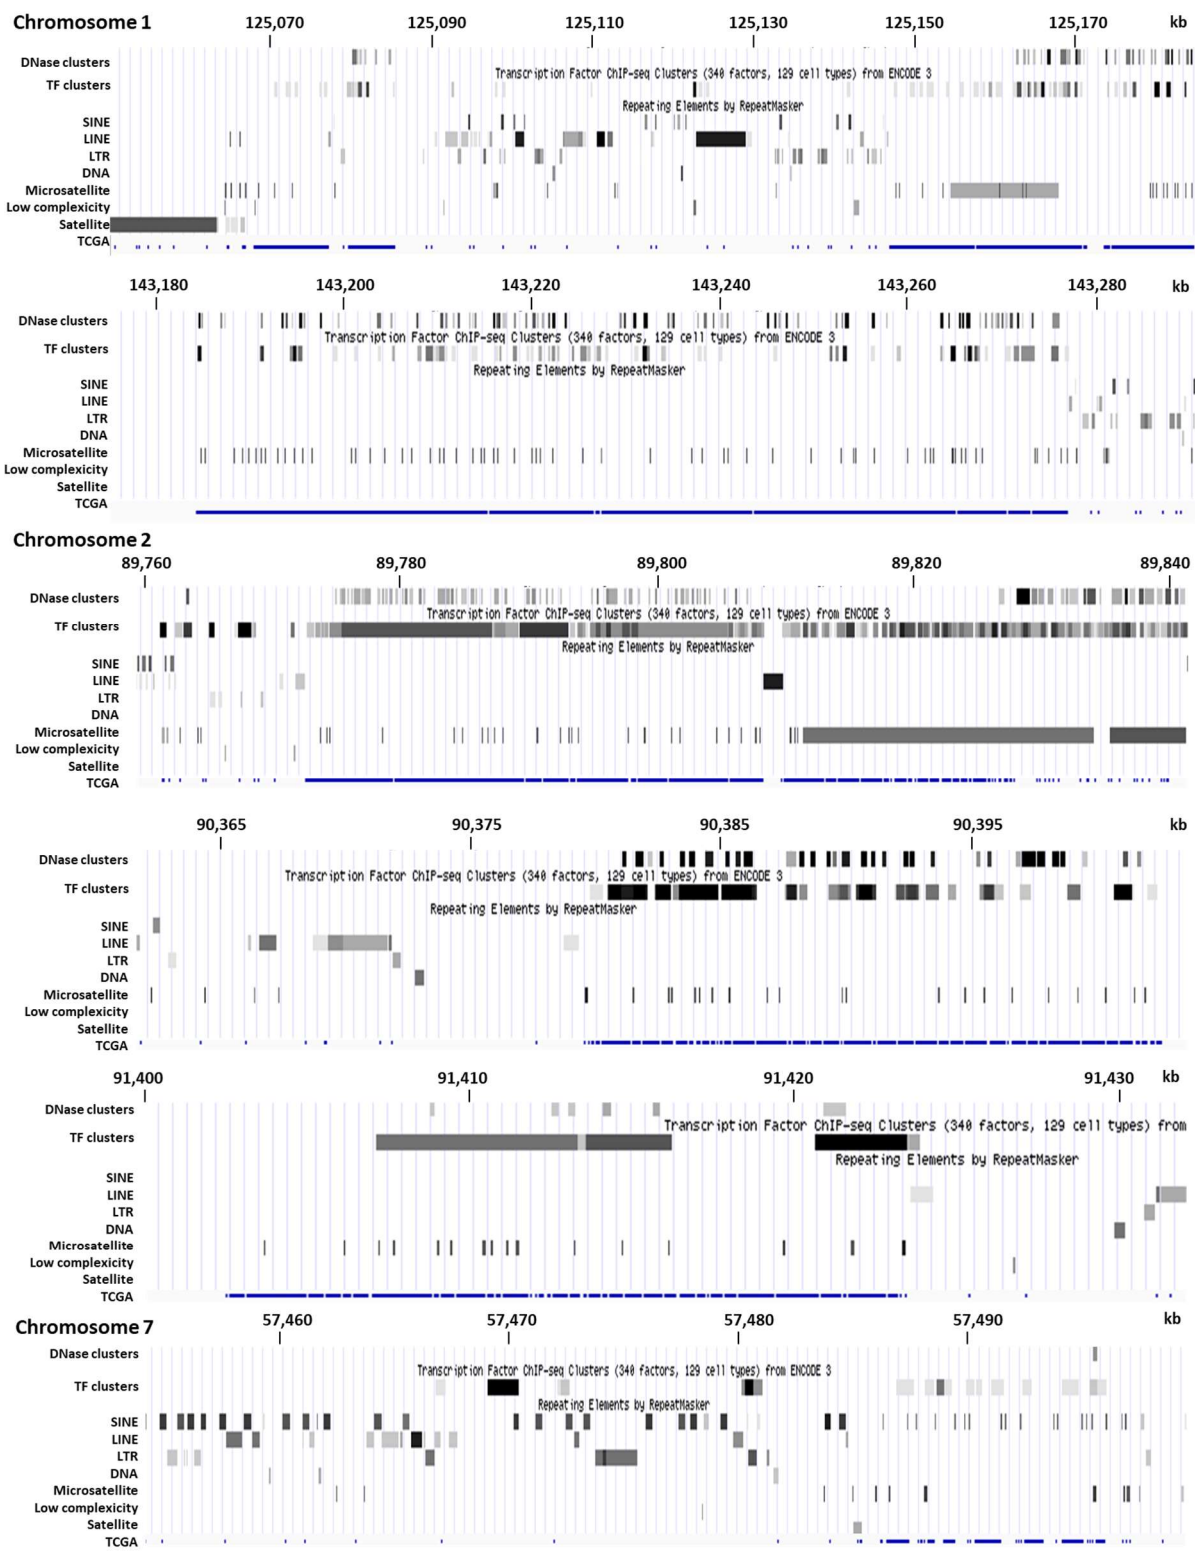 Chromosome 1
125,070 125,090 125,110 125,130 125,150 125,170 kb
DNase clusters
Transcription Factor ChIP-seq Clusters (340 factors, 129 cell types) from ENCODE 3
TF clusters
Repeating Elements by RepeatMasker
SINE
LINE
LTR
DNA
Microsatellite
Low complexicity
Satellite
TCGA
143,180 143,200 143,220 143,240 143,260 143,280 kb
DNase clusters
Transcription Factor ChIP-seq Clusters (340 factors, 129 cell types) from ENCODE 3
TF clusters
Repeating Elements by RepeatMasker
SINE
LINE
LTR
DNA
Microsatellite
Low complexicity
Satellite
TCGA
Chromosome 2
89,760 89,780 89,800 89,820 89,840
DNase clusters
Transcription Factor ChIP-seq Clusters (340 factors, 129 cell types) from ENCODE 3
TF clusters
Repeating Elements by RepeatMasker
SINE
LINE
LTR
DNA
Microsatellite
Low complexicity
Satellite
TCGA
90,365 90,375 90,385 90,395 kb
DNase clusters
Transcription Factor ChIP-seq Clusters (340 factors, 129 cell types) from ENCODE 3
TF clusters
Repeating Elements by RepeatMasker
SINE
LINE
LTR
DNA
Microsatellite
Low complexicity
Satellite
TCGA
91,400 91,410 91,420 91,430 kb
DNase clusters
Transcription Factor ChIP-seq Clusters (340 factors, 129 cell types) from
TF clusters
Repeating Elements by RepeatMasker
SINE
LINE
LTR
DNA
Microsatellite
Low complexicity
Satellite
TCGA
Chromosome 7
57,460 57,470 57,480 57,490 kb
DNase clusters
Transcription Factor ChIP-seq Clusters (340 factors, 129 cell types) from ENCODE 3
TF clusters
Repeating Elements by RepeatMasker
SINE
LINE
LTR
DNA
Microsatellite
Low complexicity
Satellite
TCGA